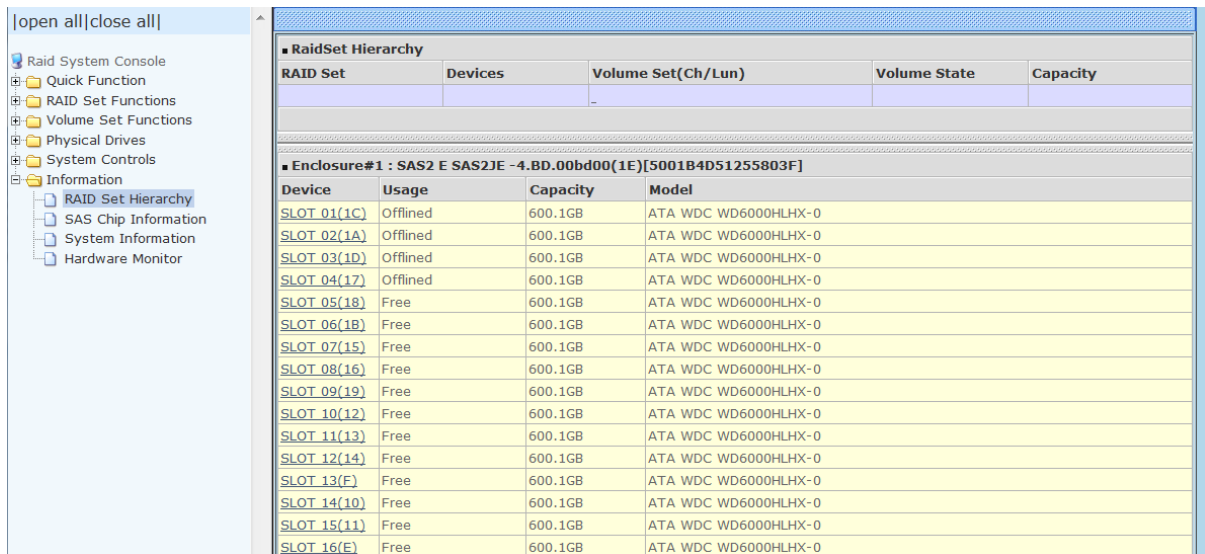 |open all|close all|
Raid System Console
Quick Function
RAID Set Functions
Volume Set Functions
Physical Drives
System Controls
Information
RAID Set Hierarchy
SAS Chip Information
System Information
Hardware Monitor
RaidSet Hierarchy
RAID Set Devices Volume Set(Ch/Lun) Volume State Capacity
-
Enclosure#1 : SAS2 E SAS2JE -4.BD.00bd00(1E)[5001B4D51255803F]
Device Usage Capacity Model
SLOT 01(1C) Offlined 600.1GB ATA WDC WD6000HLHX-0
SLOT 02(1A) Offlined 600.1GB ATA WDC WD6000HLHX-0
SLOT 03(1D) Offlined 600.1GB ATA WDC WD6000HLHX-0
SLOT 04(17) Offlined 600.1GB ATA WDC WD6000HLHX-0
SLOT 05(18) Free 600.1GB ATA WDC WD6000HLHX-0
SLOT 06(1B) Free 600.1GB ATA WDC WD6000HLHX-0
SLOT 07(15) Free 600.1GB ATA WDC WD6000HLHX-0
SLOT 08(16) Free 600.1GB ATA WDC WD6000HLHX-0
SLOT 09(19) Free 600.1GB ATA WDC WD6000HLHX-0
SLOT 10(12) Free 600.1GB ATA WDC WD6000HLHX-0
SLOT 11(13) Free 600.1GB ATA WDC WD6000HLHX-0
SLOT 12(14) Free 600.1GB ATA WDC WD6000HLHX-0
SLOT 13(F) Free 600.1GB ATA WDC WD6000HLHX-0
SLOT 14(10) Free 600.1GB ATA WDC WD6000HLHX-0
SLOT 15(11) Free 600.1GB ATA WDC WD6000HLHX-0
SLOT 16(E) Free 600.1GB ATA WDC WD6000HLHX-0